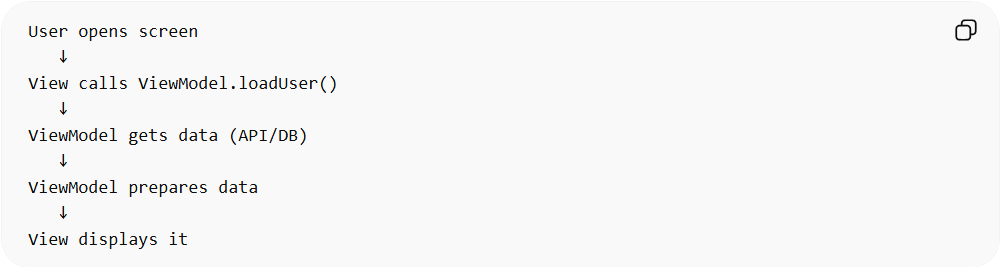 User opens screen
↓
View calls ViewModel.loadUser()
↓
ViewModel gets data (API/DB)
↓
ViewModel prepares data
↓
View displays it